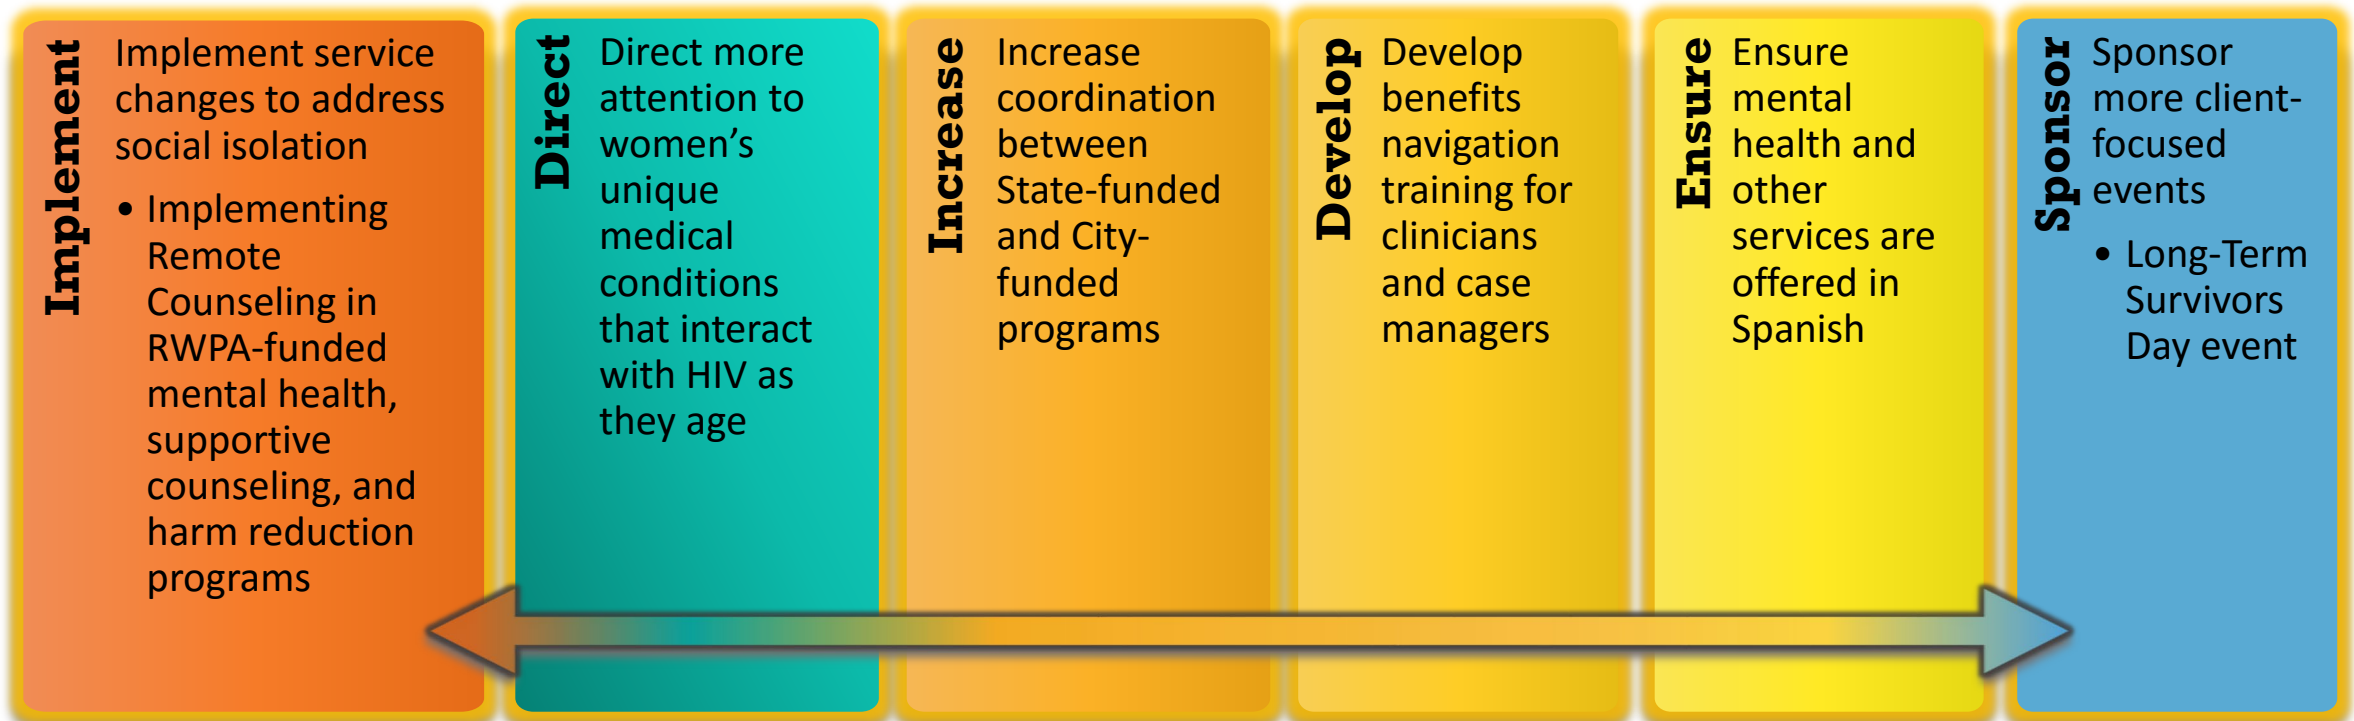 Implement
Implement service
changes to address
social isolation
• Implementing
Remote
Counseling in
RWPA-funded
mental health,
supportive
counseling, and
harm reduction
programs
Direct
Direct more
attention to
women’s
unique
medical
conditions
that interact
with HIV as
they age
Increase
Increase
coordination
between
State-funded
and City-
funded
programs
Develop
Develop
benefits
navigation
training for
clinicians
and case
managers
Ensure
Ensure
mental
health and
other
services are
offered in
Spanish
Sponsor
Sponsor
more client-
focused
events
• Long-Term
Survivors
Day event